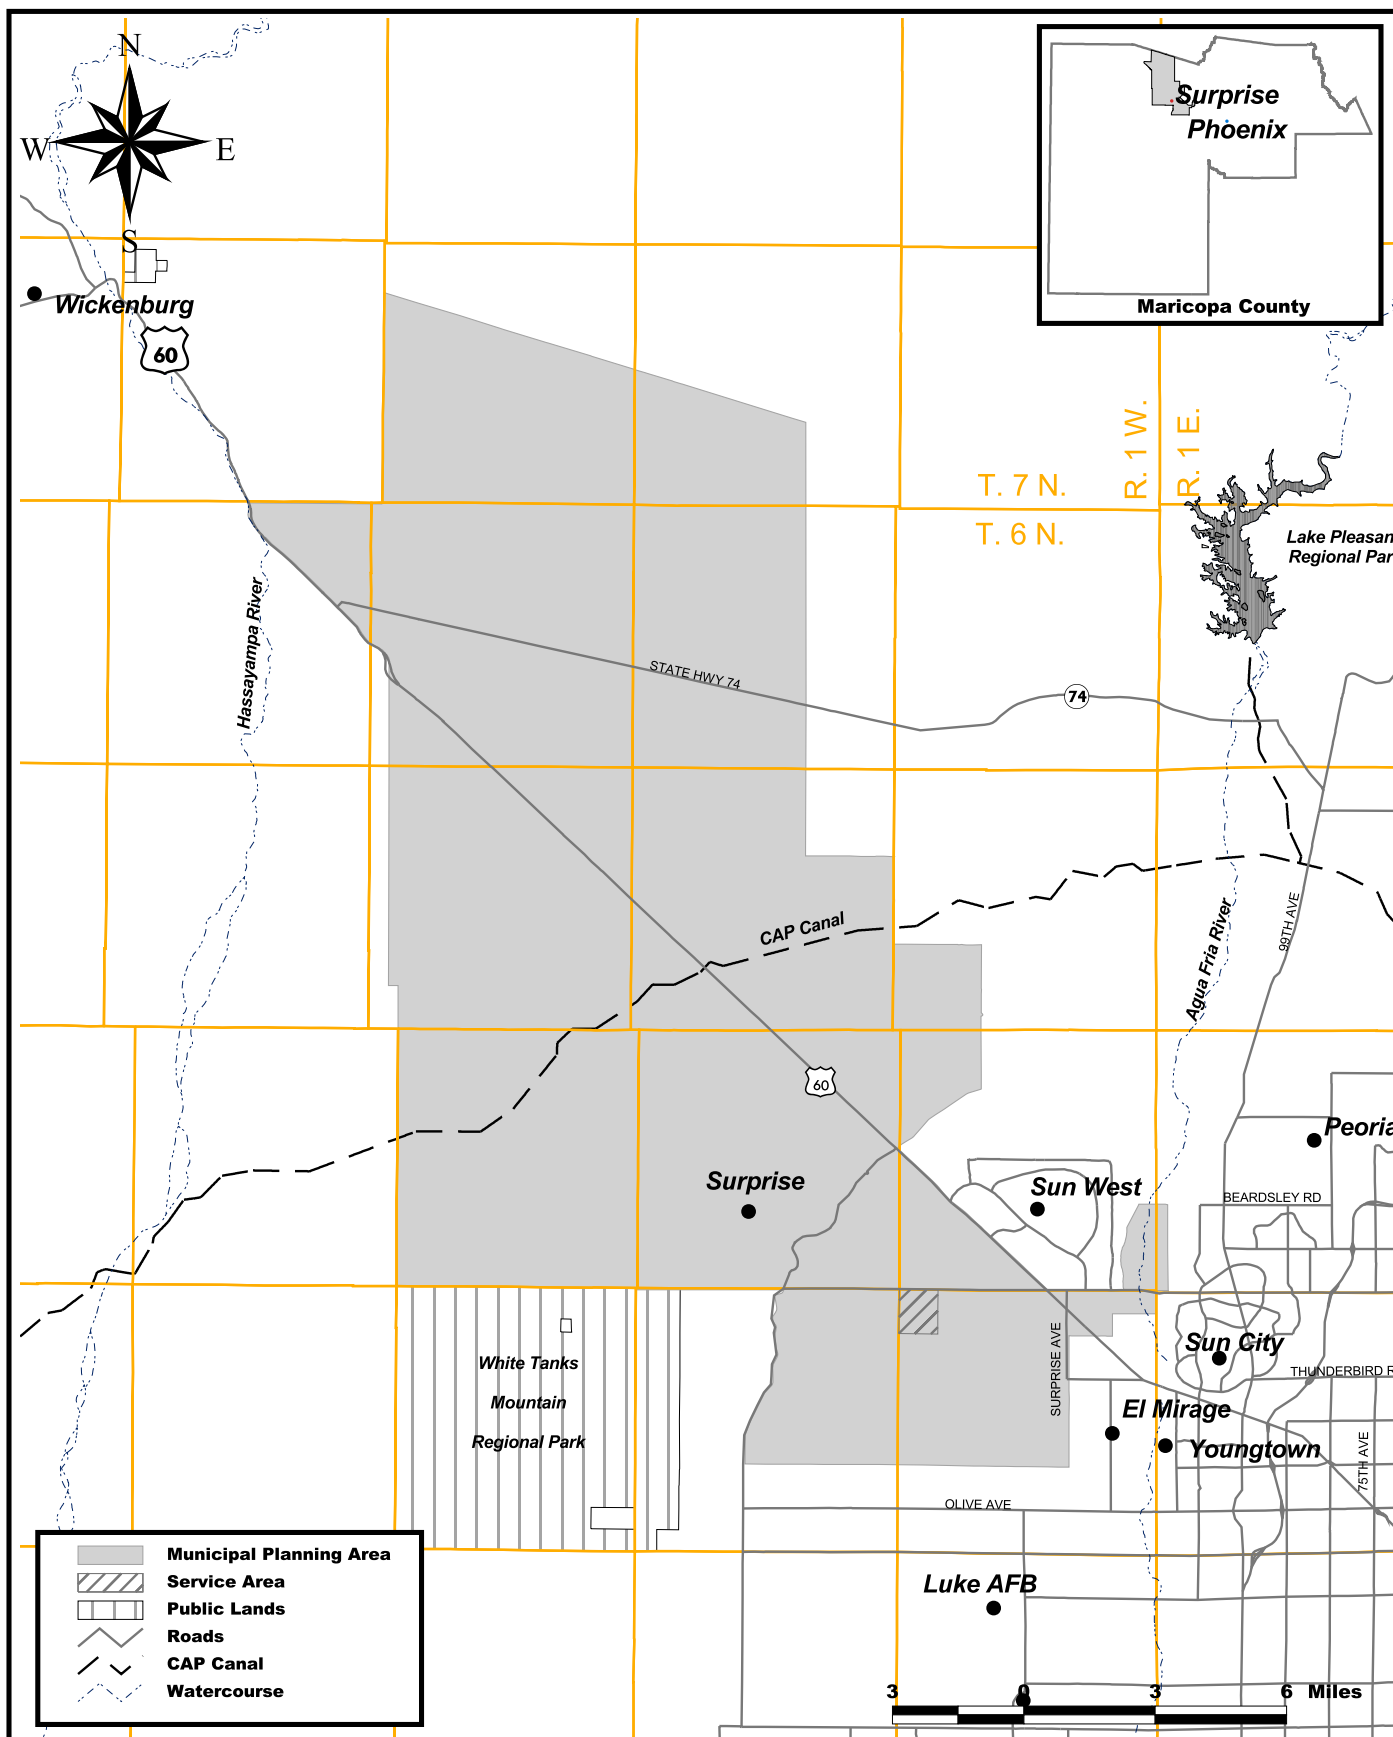 N
W
E
S
Surprise
Phoenix
Maricopa County
Wickenburg
60
R. 1 W.
R. 1 E.
T. 7 N.
T. 6 N.
Lake Pleasan
Regional Par
Hassayampa River
STATE HWY 74
74
CAP Canal
99TH AVE
Agua Fria River
60
Peoria
Surprise
Sun West
BEARDSLEY RD
White Tanks
Mountain
Regional Park
SURPRISE AVE
Sun City
THUNDERBIRD R
El Mirage
Youngtown
75TH AVE
OLIVE AVE
Luke AFB
Municipal Planning Area
Service Area
Public Lands
Roads
CAP Canal
Watercourse
3 0 3 6 Miles